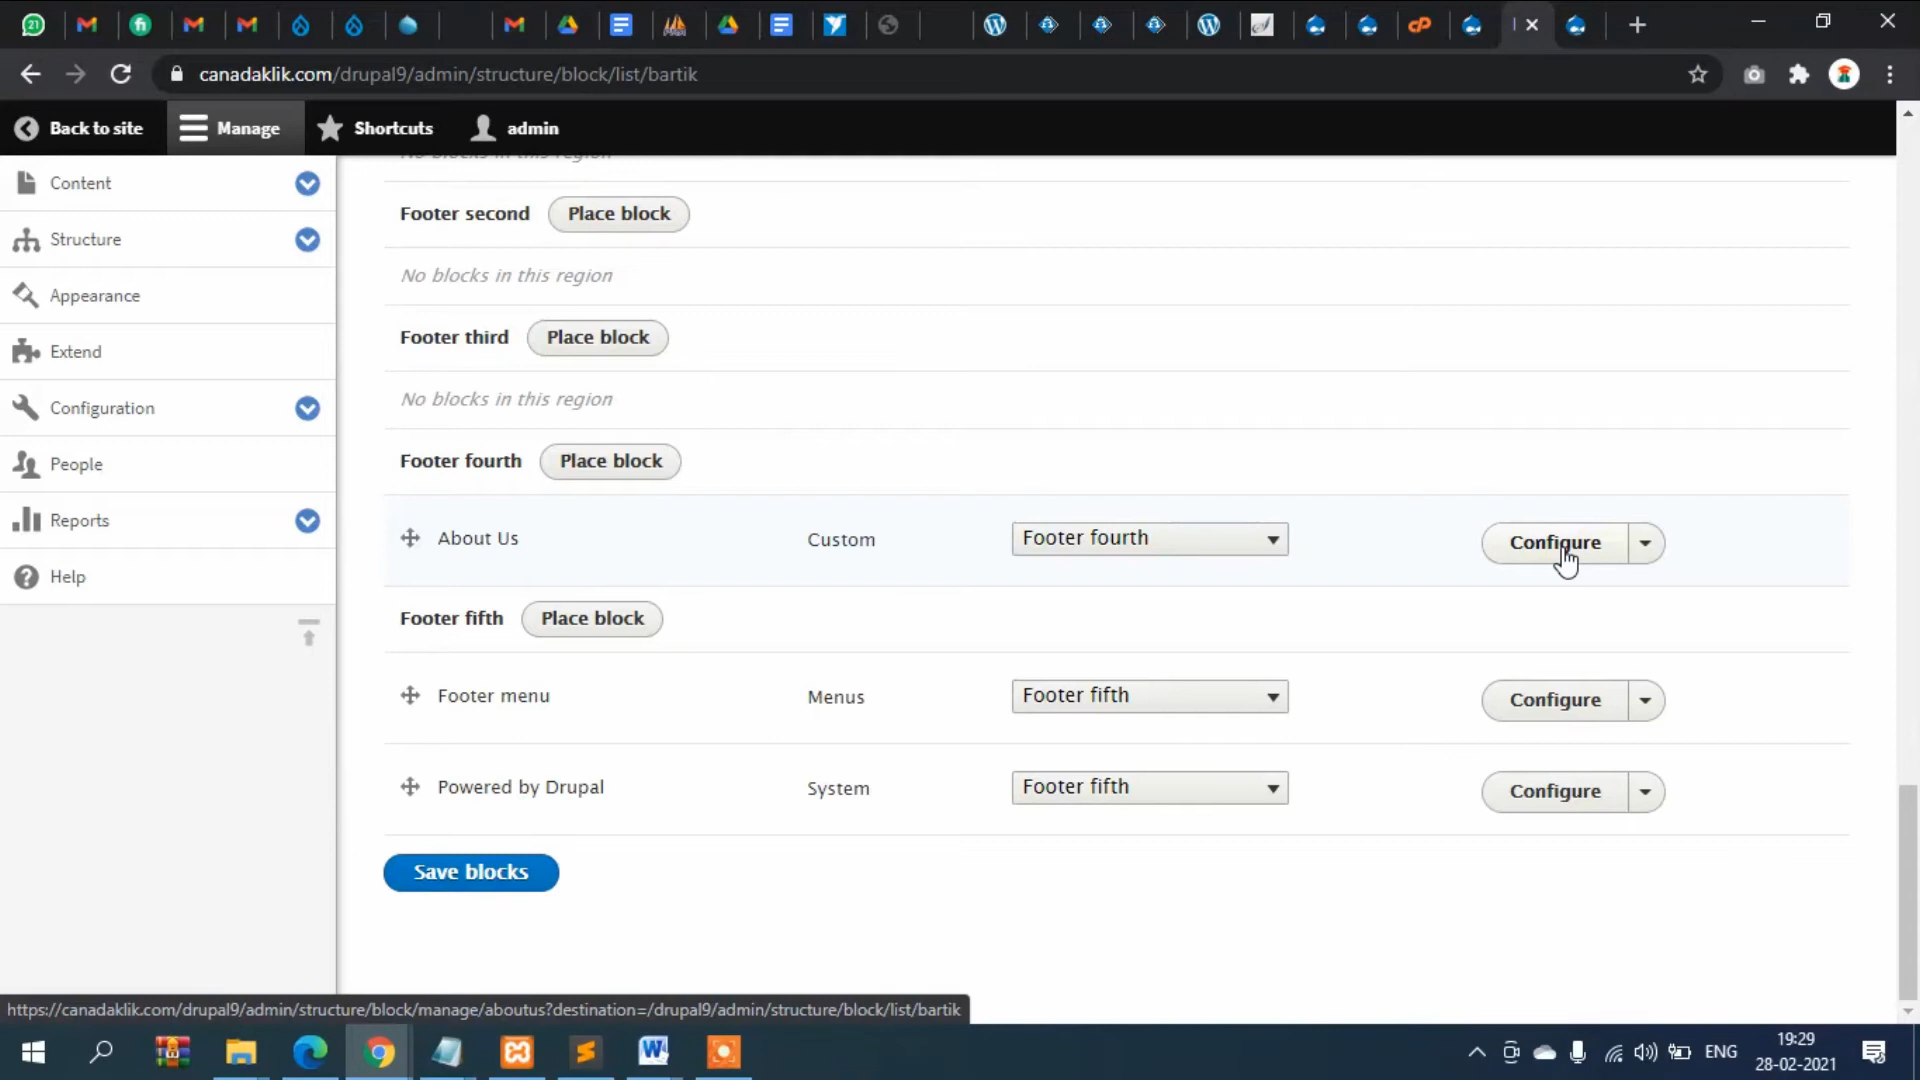 canadaklik.com/drupal9/admin/structure/block/list/bartik
Back to site
Manage
Shortcuts
admin
Content
Structure
Appearance
Extend
Configuration
People
Reports
Help
No blocks in this region
Footer second
Place block
No blocks in this region
Footer third
Place block
No blocks in this region
Footer fourth
Place block
About Us
Custom
Footer fourth
Configure
Footer fifth
Place block
Footer menu
Menus
Footer fifth
Configure
Powered by Drupal
System
Footer fifth
Configure
Save blocks
https://canadaklik.com/drupal9/admin/structure/block/manage/aboutus?destination=/drupal9/admin/structure/block/list/bartik
ENG
19:29
28-02-2021